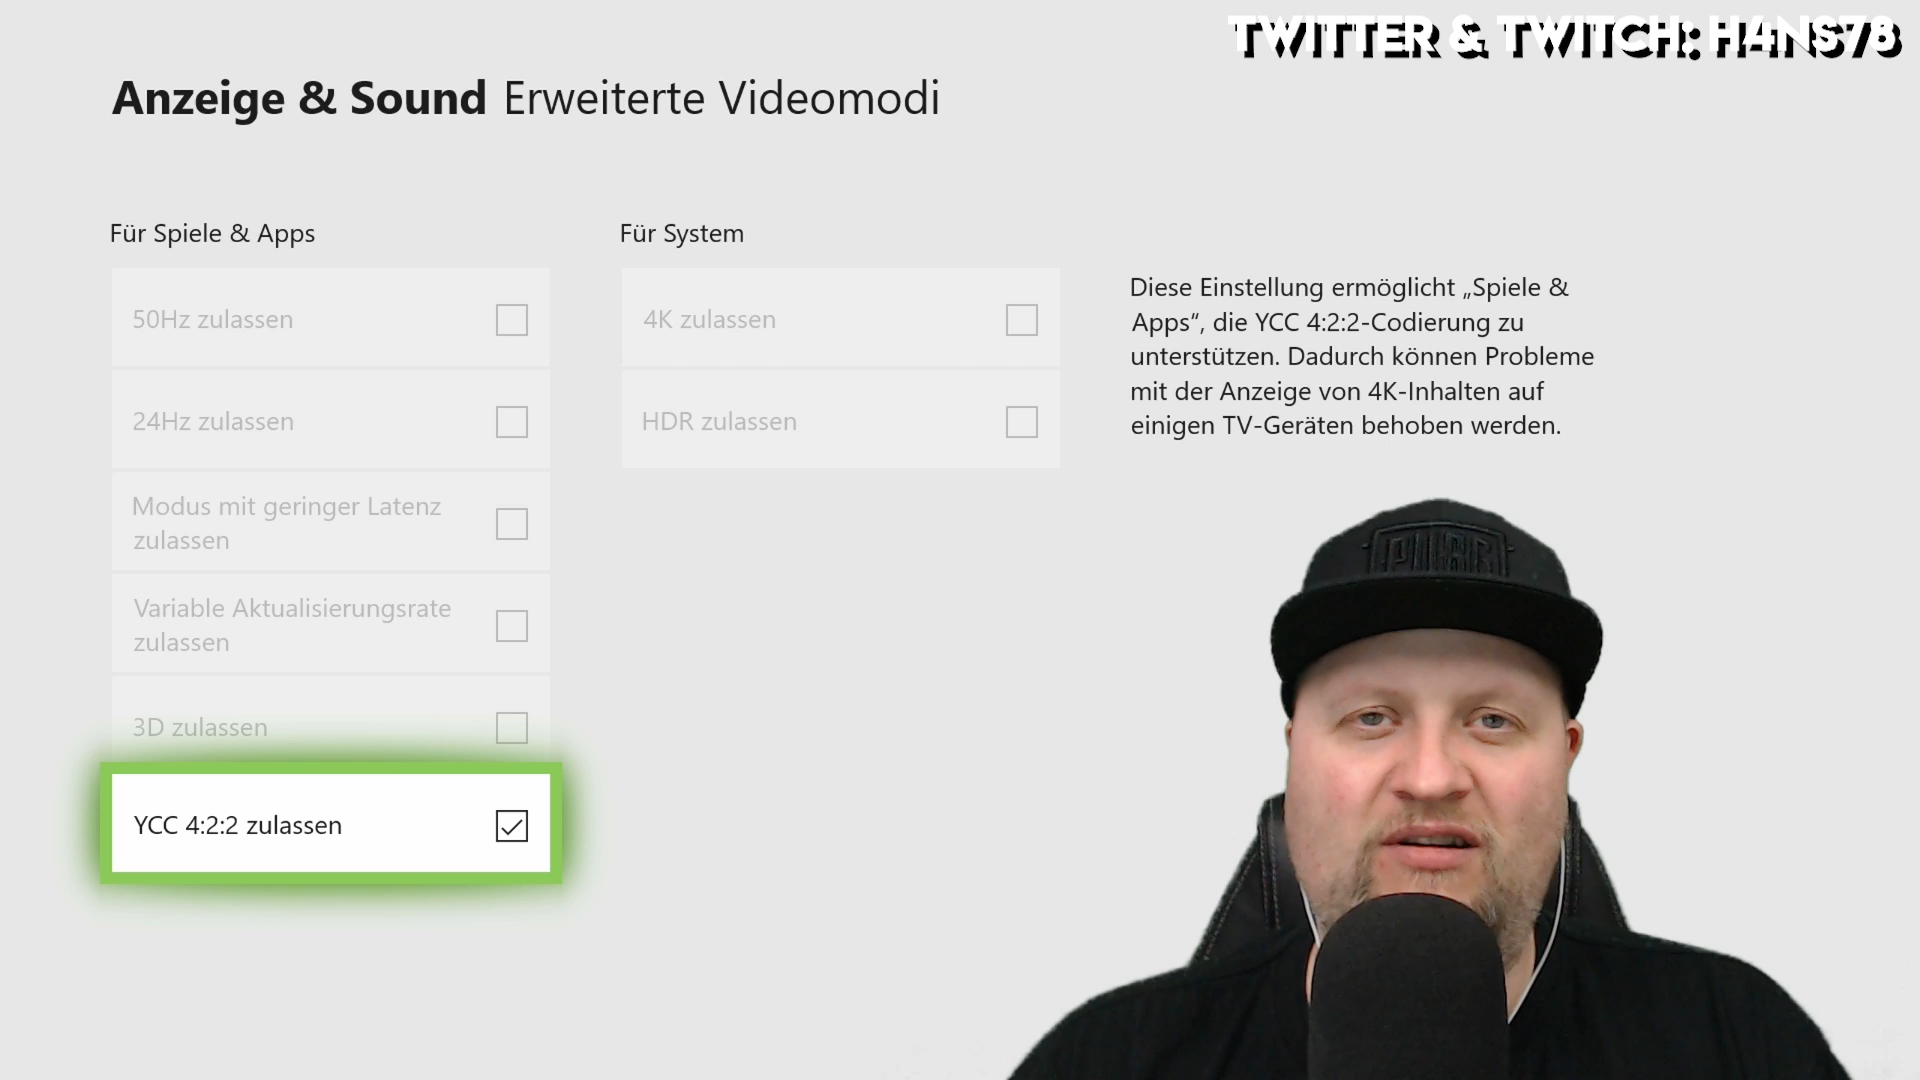 TWITTER & TWITCH: H4NS78
Anzeige & Sound Erweiterte Videomodi
Für Spiele & Apps
50Hz zulassen
24Hz zulassen
Modus mit geringer Latenz
zulassen
Variable Aktualisierungsrate
zulassen
3D zulassen
YCC 4:2:2 zulassen
Für System
4K zulassen
HDR zulassen
Diese Einstellung ermöglicht „Spiele &
Apps“, die YCC 4:2:2-Codierung zu
unterstützen. Dadurch können Probleme
mit der Anzeige von 4K-Inhalten auf
einigen TV-Geräten behoben werden.
PUBG